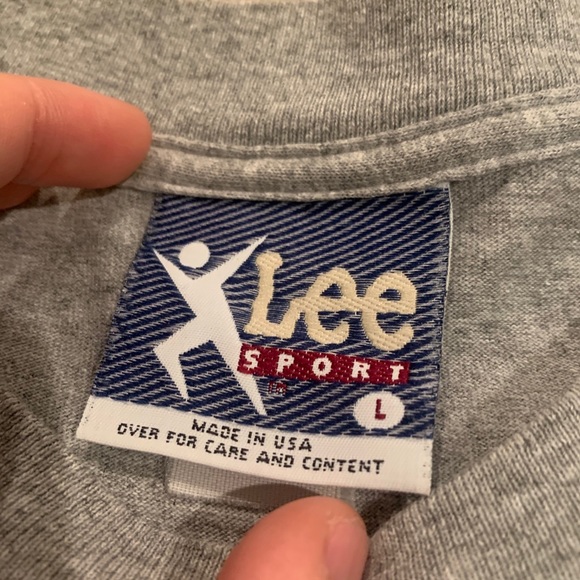 Lee
SPORT
L
MADE IN USA
OVER FOR CARE AND CONTENT